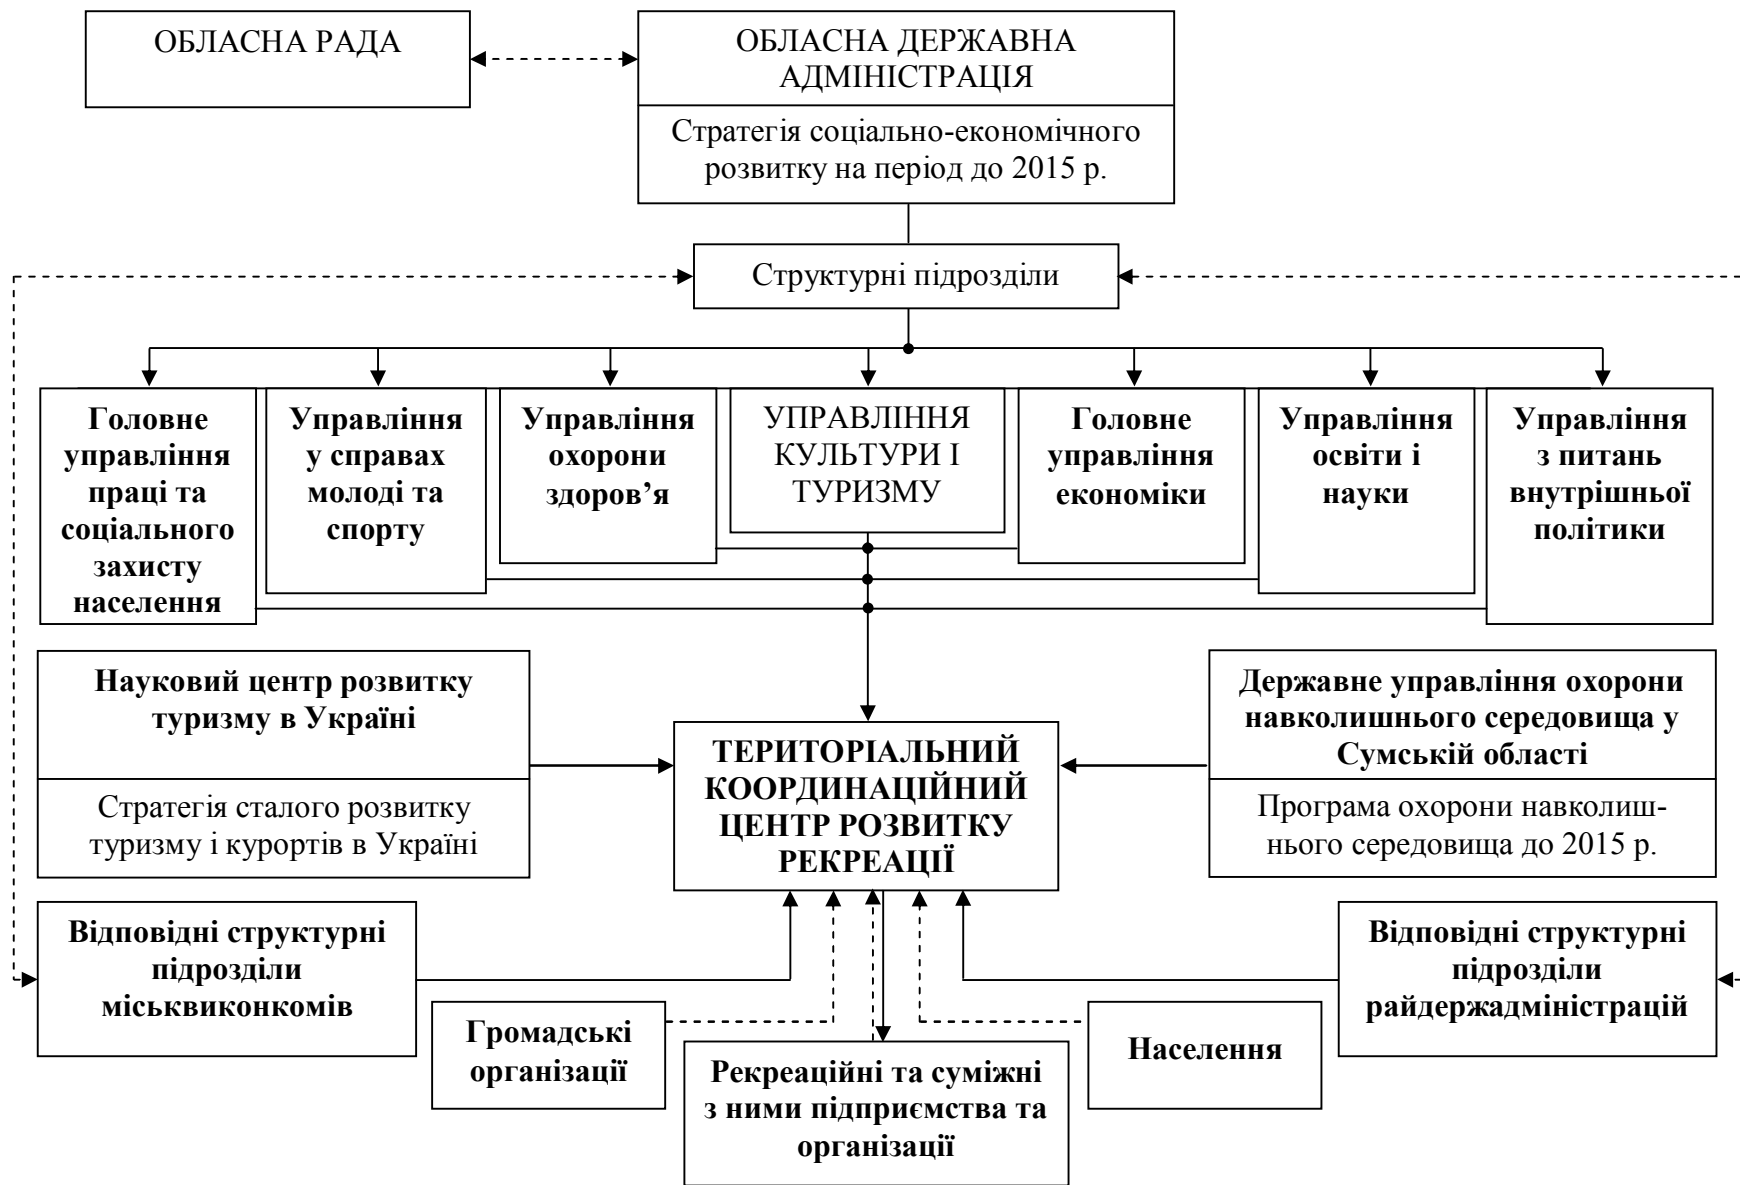 ОБЛАСНА РАДА
ОБЛАСНА ДЕРЖАВНА
АДМІНІСТРАЦІЯ
Стратегія соціально-економічного
розвитку на період до 2015 р.
Структурні підрозділи
Головне
управління
праці та
соціального
захисту
населення
Управління
у справах
молоді та
спорту
Управління
охорони
здоров’я
УПРАВЛІННЯ
КУЛЬТУРИ І
ТУРИЗМУ
Головне
управління
економіки
Управління
освіти і
науки
Управління
з питань
внутрішньої
політики
Науковий центр розвитку
туризму в Україні
Стратегія сталого розвитку
туризму і курортів в Україні
ТЕРИТОРІАЛЬНИЙ
КООРДИНАЦІЙНИЙ
ЦЕНТР РОЗВИТКУ
РЕКРЕАЦІЇ
Державне управління охорони
навколишнього середовища у
Сумській області
Програма охорони навколиш-
нього середовища до 2015 р.
Відповідні структурні
підрозділи
міськвиконкомів
Громадські
організації
Рекреаційні та суміжні
з ними підприємства та
організації
Населення
Відповідні структурні
підрозділи
райдержадміністрацій